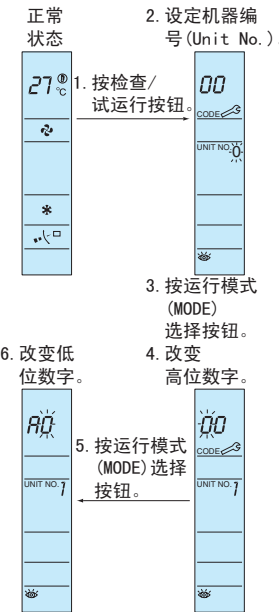 正常
状态
27 ℃
1. 按检查/
试运行按钮。
2. 设定机器编
号(Unit No.)
00
CODE
UNIT NO. 0
3. 按运行模式
(MODE)
选择按钮。
4. 改变
高位数字。
00
CODE
UNIT NO. 1
5. 按运行模式
(MODE)选择
按钮。
6. 改变低
位数字。
A0
UNIT NO. 1